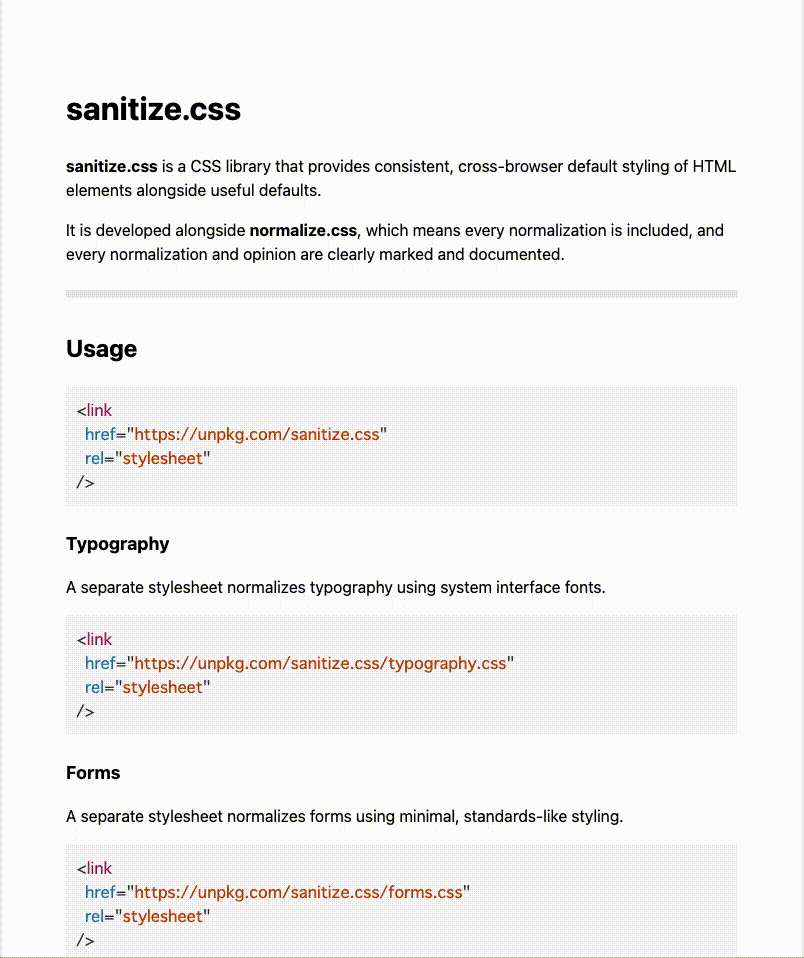 sanitize.css
sanitize.css is a CSS library that provides consistent, cross-browser default styling of HTML
elements alongside useful defaults.
It is developed alongside normalize.css, which means every normalization is included, and
every normalization and opinion are clearly marked and documented.
Usage
<link
href="https://unpkg.com/sanitize.css"
rel="stylesheet"
/>
Typography
A separate stylesheet normalizes typography using system interface fonts.
<link
href="https://unpkg.com/sanitize.css/typography.css"
rel="stylesheet"
/>
Forms
A separate stylesheet normalizes forms using minimal, standards-like styling.
<link
href="https://unpkg.com/sanitize.css/forms.css"
rel="stylesheet"
/>